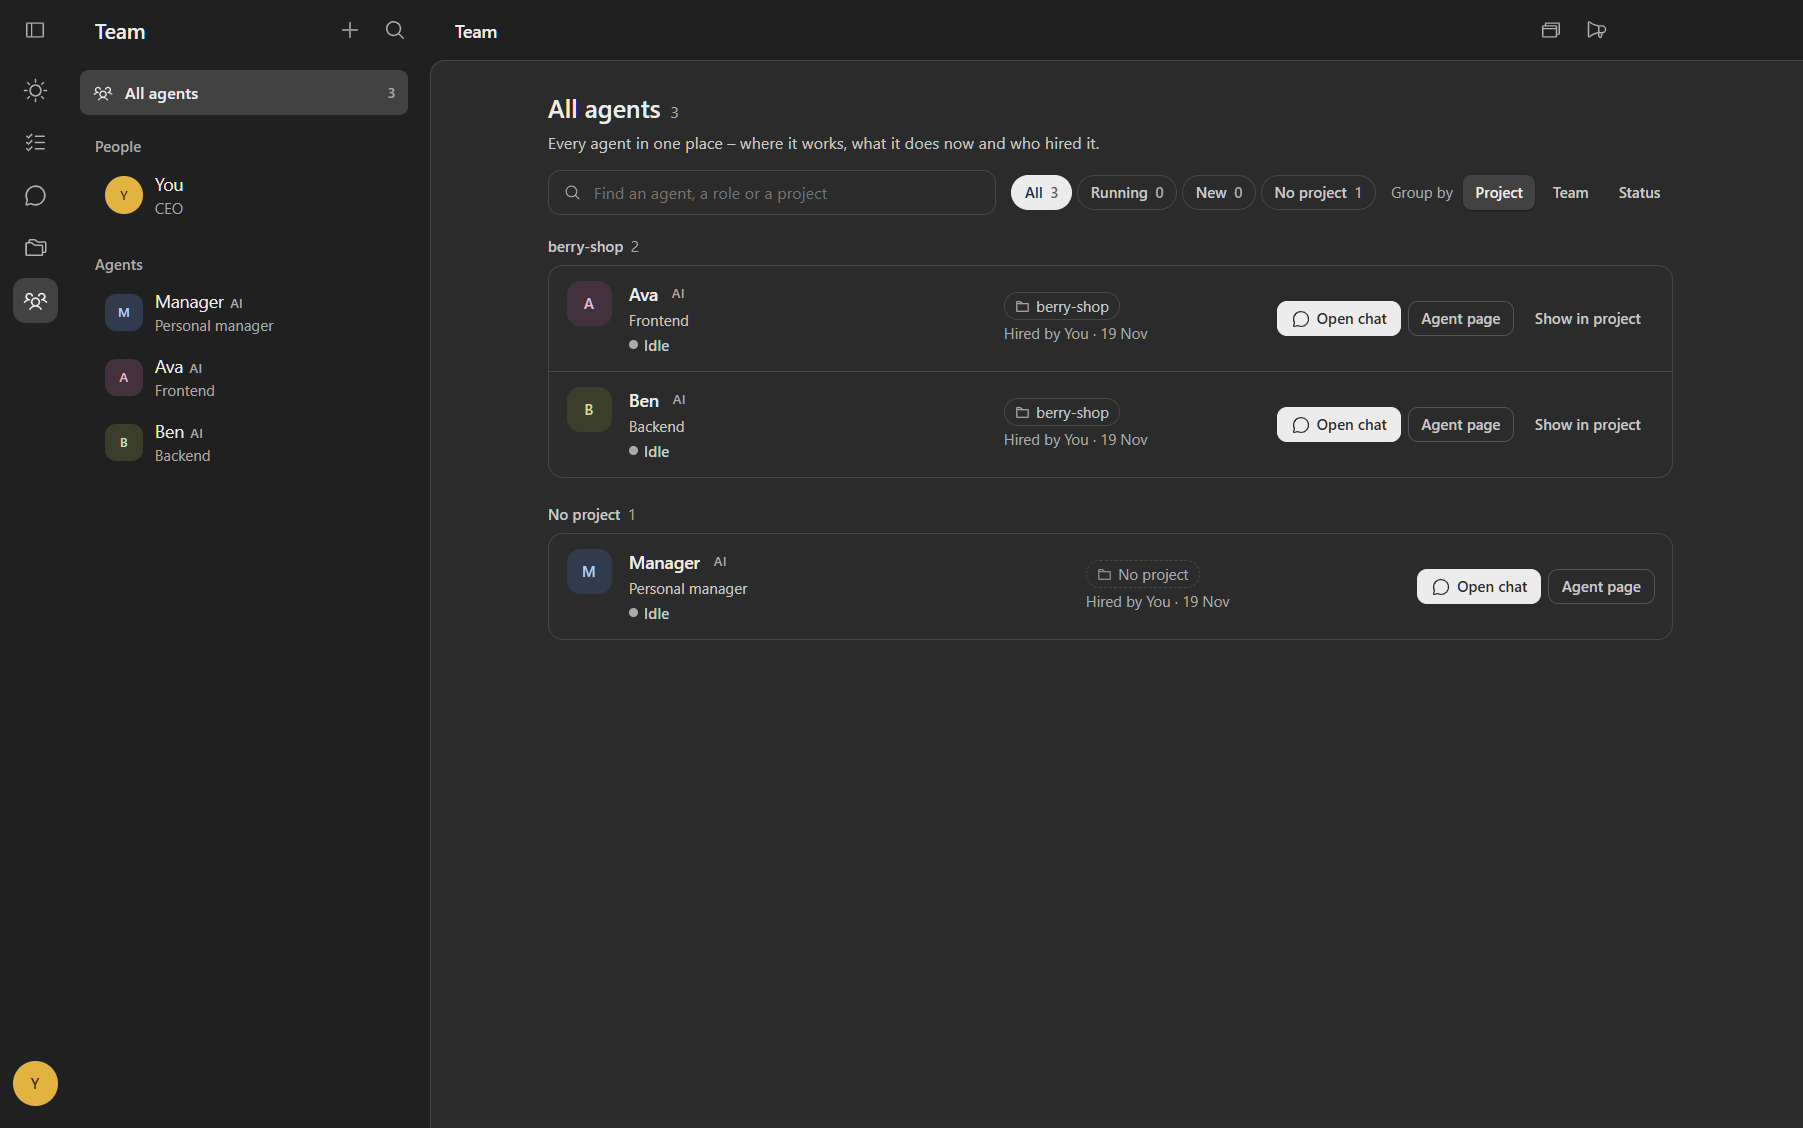 Team
All agents 3
People
Y
You
CEO
Agents
M
Manager AI
Personal manager
A
Ava AI
Frontend
B
Ben AI
Backend
Y
Team
All agents 3
Every agent in one place – where it works, what it does now and who hired it.
Find an agent, a role or a project
All 3 Running 0 New 0 No project 1 Group by Project Team Status
berry-shop 2
A
Ava AI
Frontend
Idle
berry-shop
Hired by You · 19 Nov
Open chat Agent page Show in project
B
Ben AI
Backend
Idle
berry-shop
Hired by You · 19 Nov
Open chat Agent page Show in project
No project 1
M
Manager AI
Personal manager
Idle
No project
Hired by You · 19 Nov
Open chat Agent page